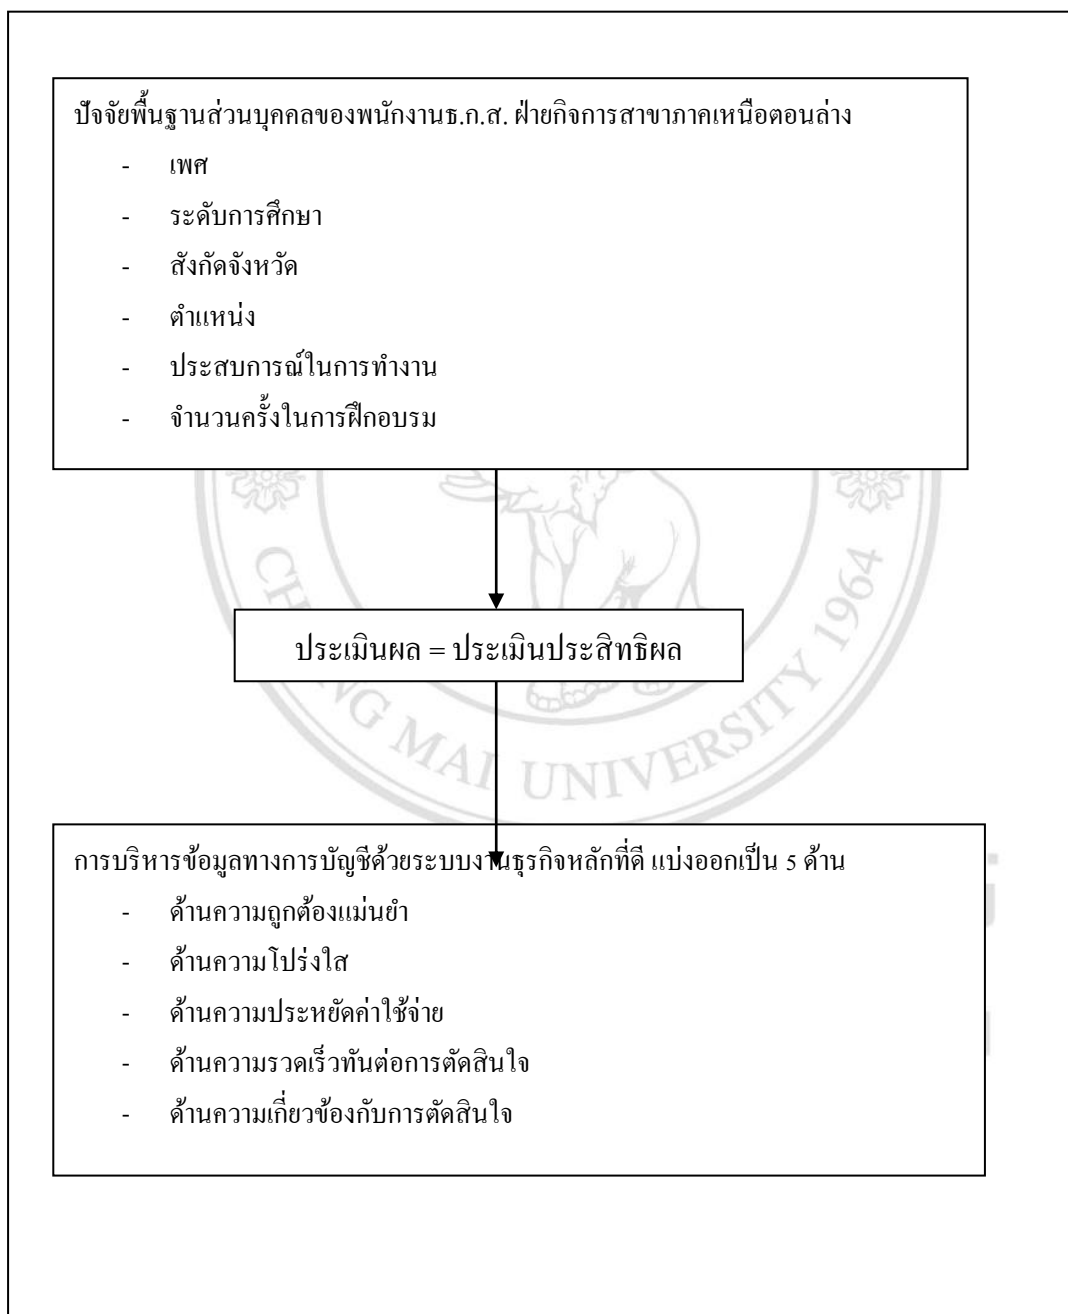 ปัจจัยพื้นฐานส่วนบุคคลของพนักงานธ.ก.ส. ฝ่ายกิจการสาขาภาคเหนือตอนล่าง
- เพศ
- ระดับการศึกษา
- สังกัดจังหวัด
- ตำแหน่ง
- ประสบการณ์ในการทำงาน
- จำนวนครั้งในการฝึกอบรม
ประเมินผล = ประเมินประสิทธิผล
CHIANG MAI UNIVERSITY 1964
การบริหารข้อมูลทางการบัญชีด้วยระบบงานธุรกิจหลักที่ดี แบ่งออกเป็น 5 ด้าน
- ด้านความถูกต้องแม่นยำ
- ด้านความโปร่งใส
- ด้านความประหยัดค่าใช้จ่าย
- ด้านความรวดเร็วทันต่อการตัดสินใจ
- ด้านความเกี่ยวข้องกับการตัดสินใจ